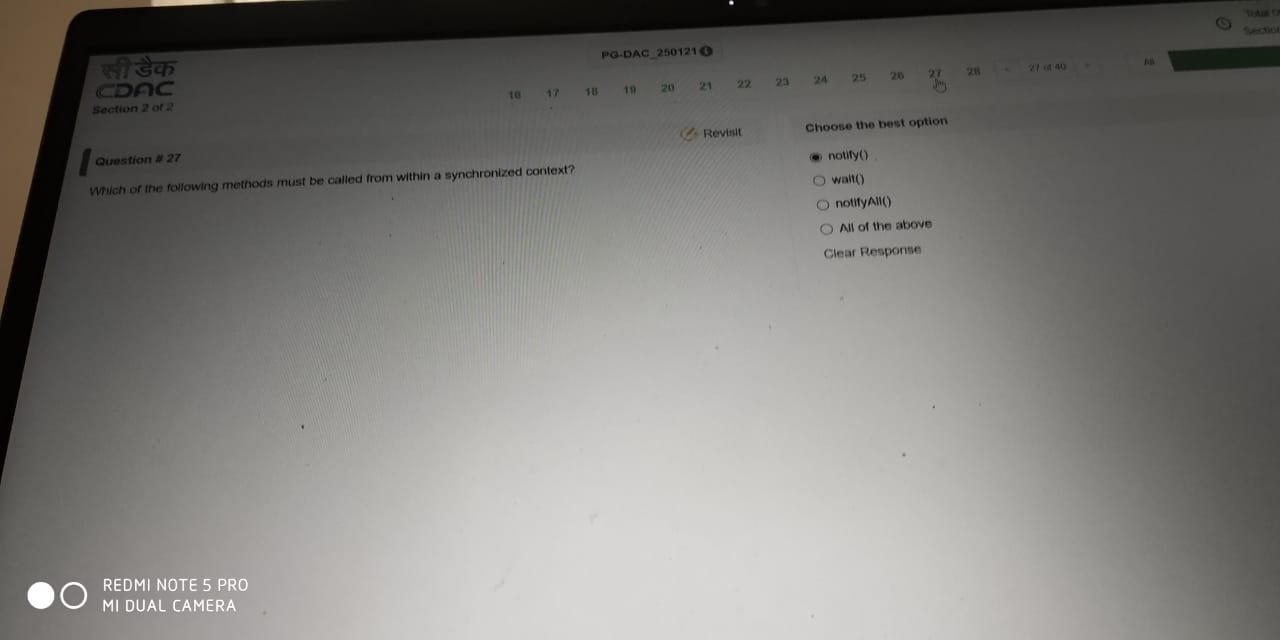 सी डैक
CDAC
Section 2 of 2
PG-DAC_250121
16 17 18 19 20 21 22 23 24 25 26 27 28 27 of 40 All
Total
Section
Question # 27
Revisit
Which of the following methods must be called from within a synchronized context?
Choose the best option
notify()
wait()
notifyAll()
All of the above
Clear Response
REDMI NOTE 5 PRO
MI DUAL CAMERA